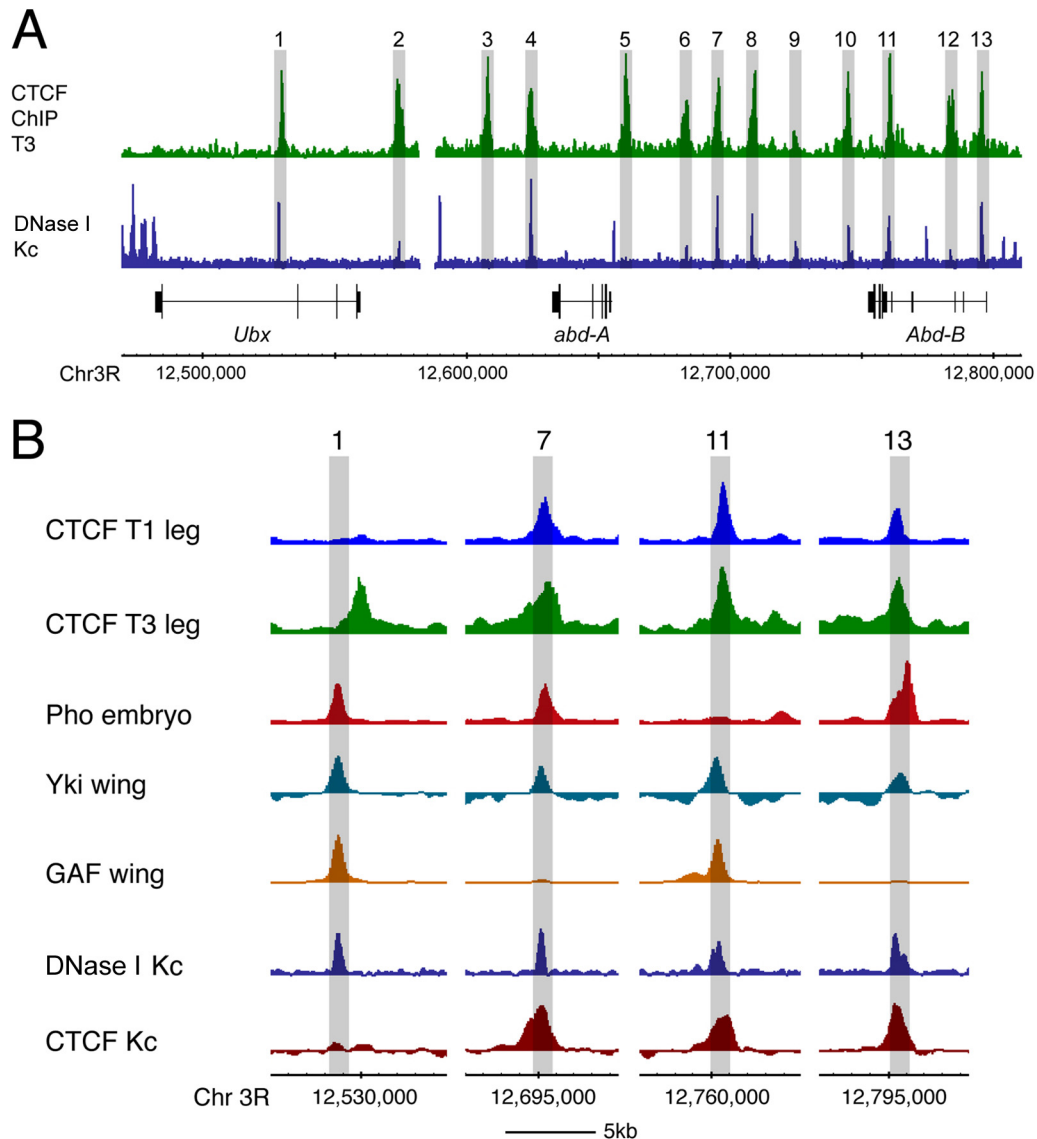 A
1 2 3 4 5 6 7 8 9 10 11 12 13
CTCF
ChIP
T3
DNase I
Kc
Ubx abd-A Abd-B
Chr3R 12,500,000 12,600,000 12,700,000 12,800,000
B
1 7 11 13
CTCF T1 leg
CTCF T3 leg
Pho embryo
Yki wing
GAF wing
DNase I Kc
CTCF Kc
Chr 3R 12,530,000 12,695,000 12,760,000 12,795,000
5kb